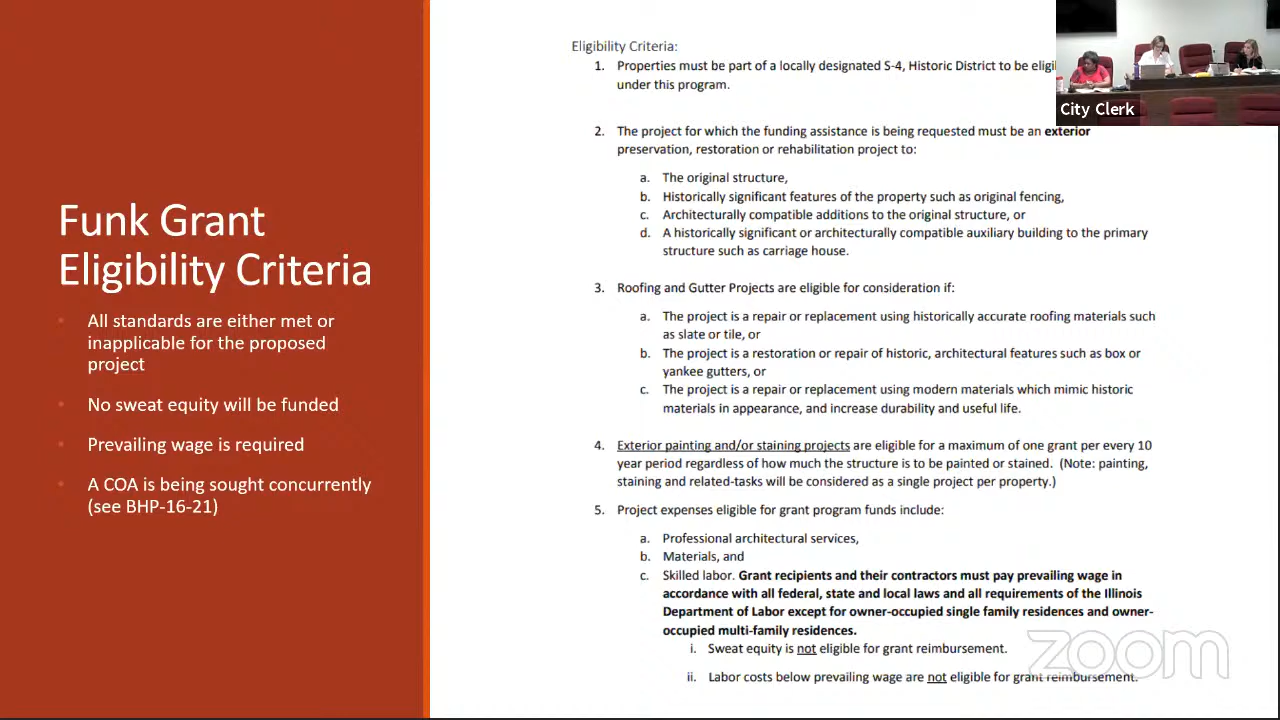 Funk Grant
Eligibility Criteria
• All standards are either met or
inapplicable for the proposed
project
• No sweat equity will be funded
• Prevailing wage is required
• A COA is being sought concurrently
(see BHP-16-21)
Eligibility Criteria:
1. Properties must be part of a locally designated S-4, Historic District to be
under this program.
2. The project for which the funding assistance is being requested must be an exterior
preservation, restoration or rehabilitation project to:
a. The original structure,
b. Historically significant features of the property such as original fencing,
c. Architecturally compatible additions to the original structure, or
d. A historically significant or architecturally compatible auxiliary building to the primary
structure such as carriage house.
3. Roofing and Gutter Projects are eligible for consideration if:
a. The project is a repair or replacement using historically accurate roofing materials such
as slate or tile, or
b. The project is a restoration or repair of historic, architectural features such as box or
yankee gutters, or
c. The project is a repair or replacement using modern materials which mimic historic
materials in appearance, and increase durability and useful life.
4. Exterior painting and/or staining projects are eligible for a maximum of one grant per every 10
year period regardless of how much the structure is to be painted or stained. (Note: painting,
staining and related-tasks will be considered as a single project per property.)
5. Project expenses eligible for grant program funds include:
a. Professional architectural services,
b. Materials, and
c. Skilled labor. Grant recipients and their contractors must pay prevailing wage in
accordance with all federal, state and local laws and all requirements of the Illinois
Department of Labor except for owner-occupied single family residences and owner-
occupied multi-family residences.
i. Sweat equity is not eligible for grant reimbursement.
ii. Labor costs below prevailing wage are not eligible for grant reimbursement.
City Clerk
zoom